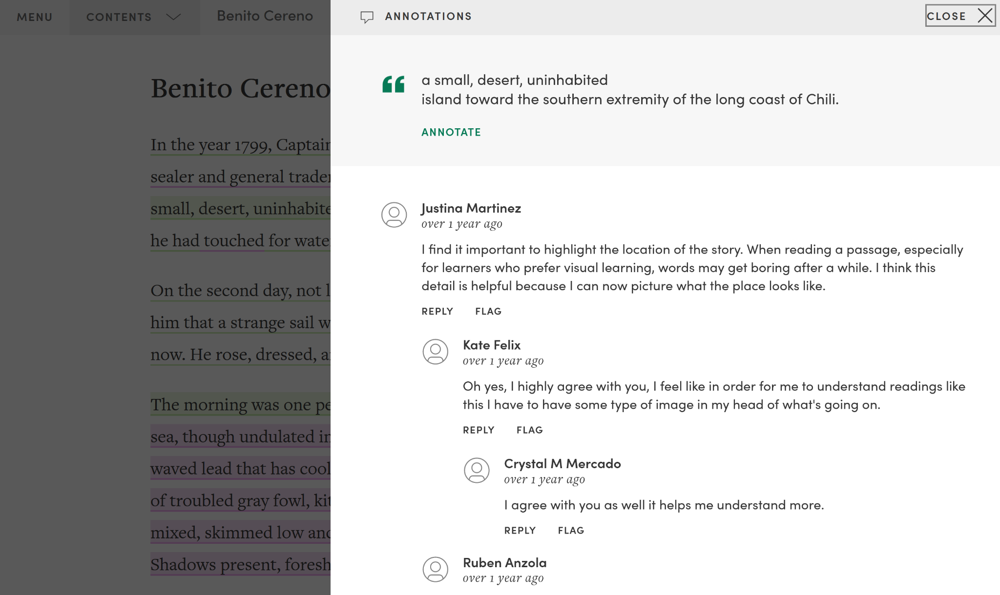 MENU
CONTENTS
Benito Cereno
Benito Cereno
In the year 1799, Captain
sealer and general trader
small, desert, uninhabite
he had touched for water
On the second day, not l
him that a strange sail w
now. He rose, dressed, a
The morning was one pe
sea, though undulated in
waved lead that has cool
of troubled gray fowl, kit
mixed, skimmed low and
Shadows present, foresh
ANNOTATIONS
CLOSE
a small, desert, uninhabited
island toward the southern extremity of the long coast of Chili.
ANNOTATE
Justina Martinez
over 1 year ago
I find it important to highlight the location of the story. When reading a passage, especially
for learners who prefer visual learning, words may get boring after a while. I think this
detail is helpful because I can now picture what the place looks like.
REPLY FLAG
Kate Felix
over 1 year ago
Oh yes, I highly agree with you, I feel like in order for me to understand readings like
this I have to have some type of image in my head of what's going on.
REPLY FLAG
Crystal M Mercado
over 1 year ago
I agree with you as well it helps me understand more.
REPLY FLAG
Ruben Anzola
over 1 year ago